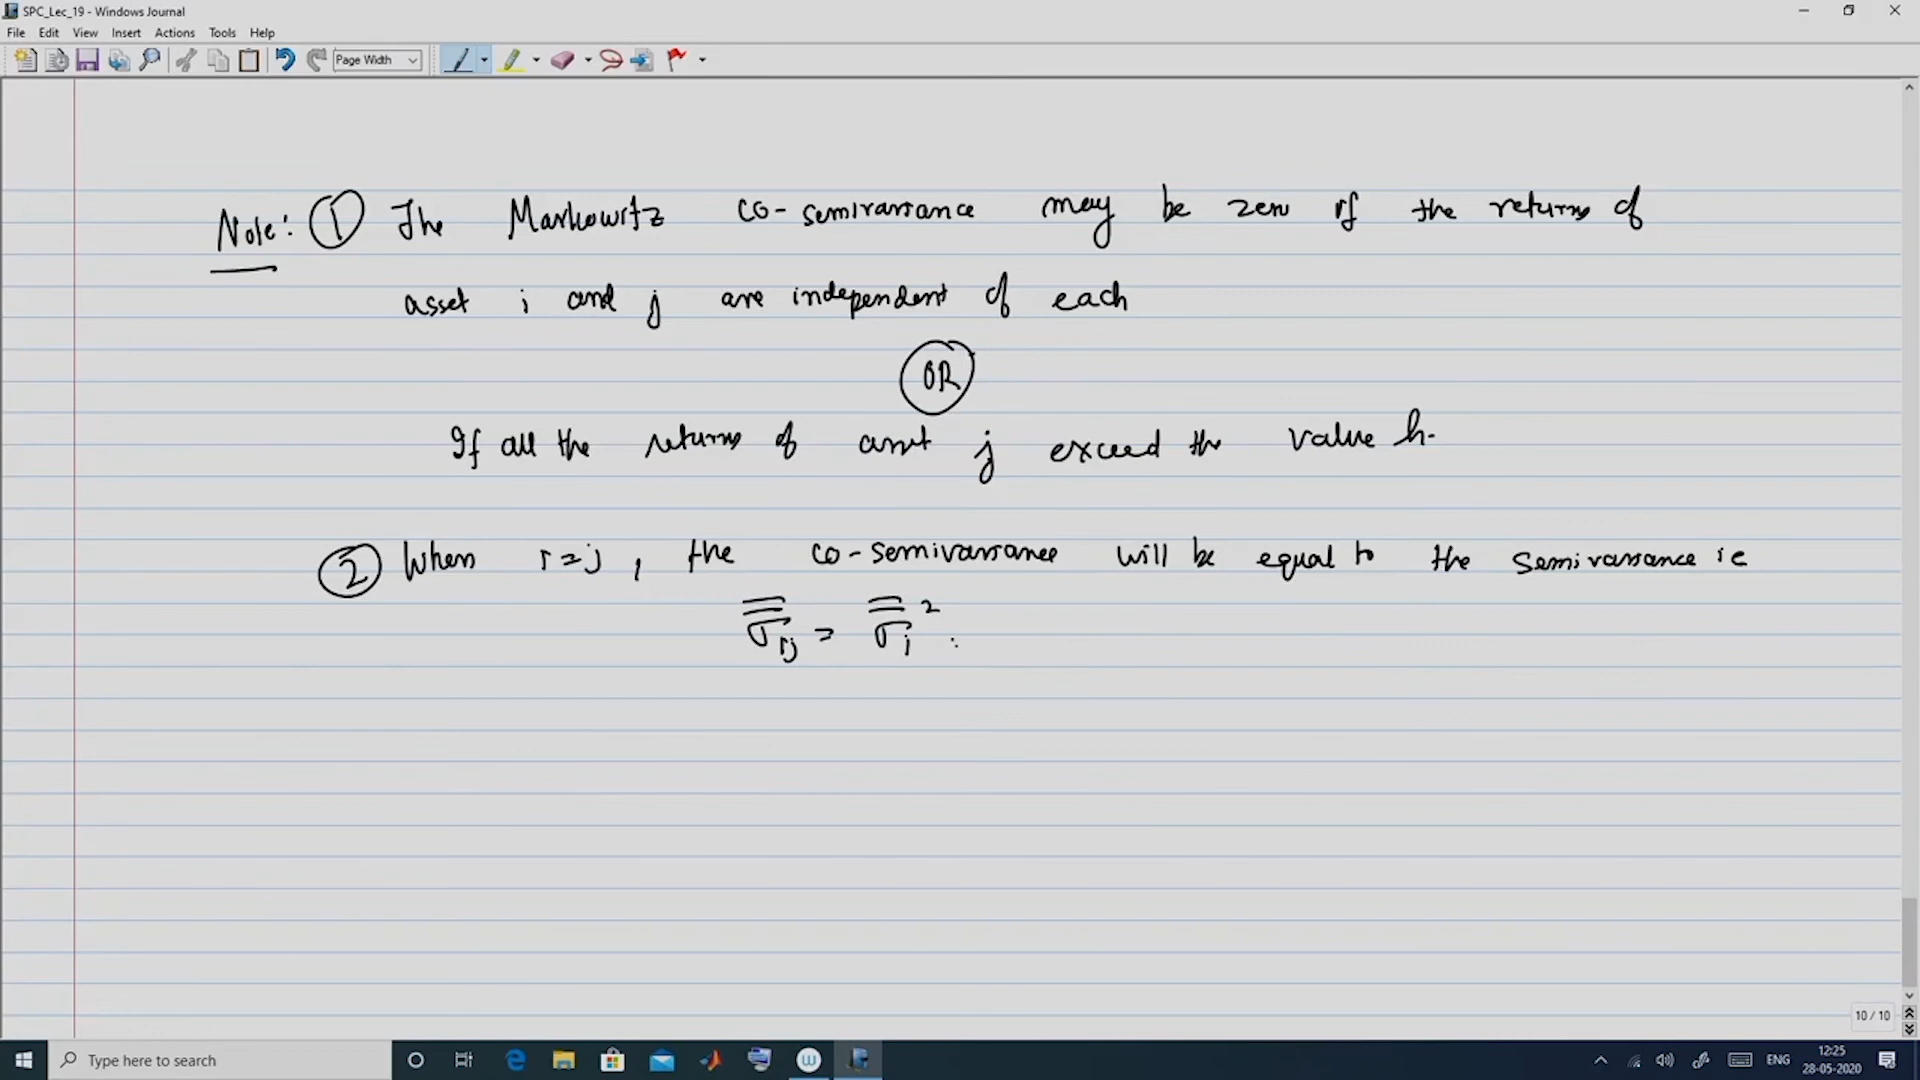 SPC_Lec_19 - Windows Journal
File Edit View Insert Actions Tools Help
Page Width
Note: ① The Markowitz co-semivariance may be zero if the returns of
asset i and j are independent of each
OR
If all the returns of asset j exceed the value h.
② When i=j, the co-semivariance will be equal to the semivariance ie
σ̿ij = σ̿i² .
10 / 10
Type here to search
ENG
12:25
28-05-2020